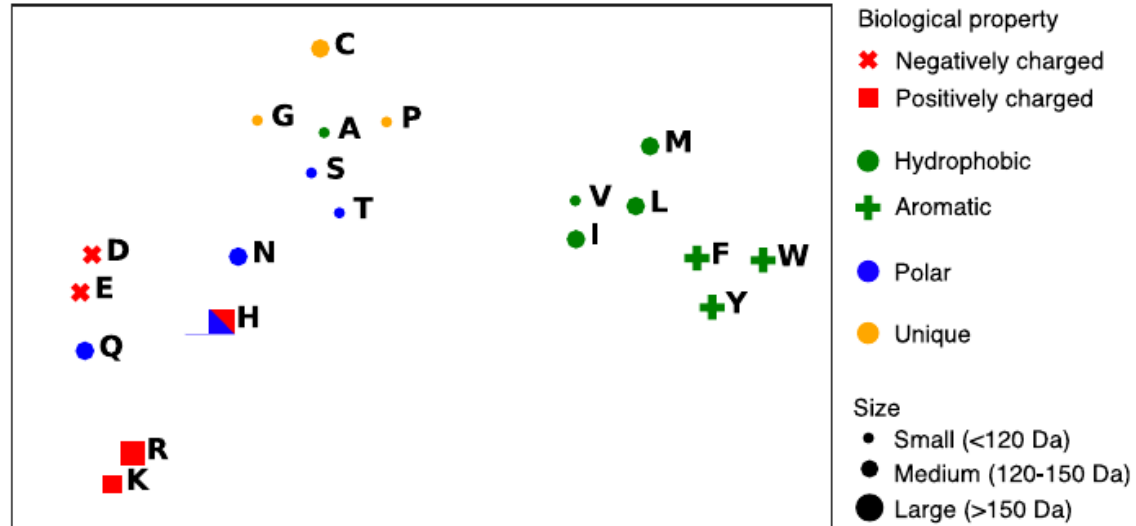 C
G
A
P
S
T
M
V
L
I
F
W
Y
D
N
E
H
Q
R
K
Biological property
Negatively charged
Positively charged
Hydrophobic
Aromatic
Polar
Unique
Size
Small (<120 Da)
Medium (120-150 Da)
Large (>150 Da)